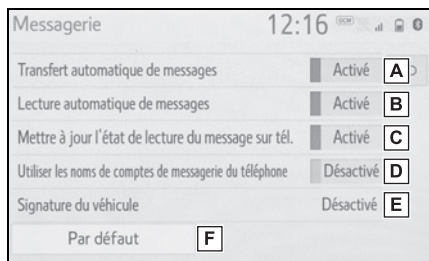 Messagerie 12:16 DCM
Transfert automatique de messages Activé A
Lecture automatique de messages Activé B
Mettre à jour l'état de lecture du message sur tél. Activé C
Utiliser les noms de comptes de messagerie du téléphone Désactivé D
Signature du véhicule Désactivé E
Par défaut F